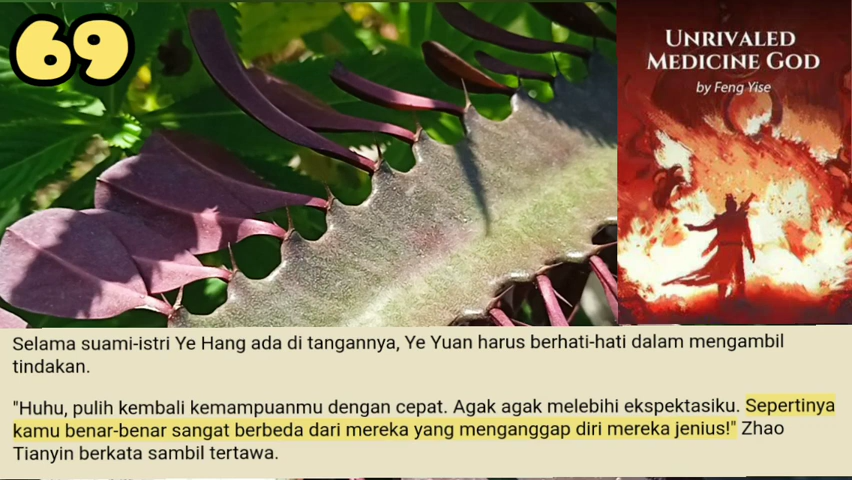 69
UNRIVALED
MEDICINE GOD
by Feng Yise
Selama suami-istri Ye Hang ada di tangannya, Ye Yuan harus berhati-hati dalam mengambil
tindakan.
"Huhu, pulih kembali kemampuanmu dengan cepat. Agak agak melebihi ekspektasiku. Sepertinya
kamu benar-benar sangat berbeda dari mereka yang menganggap diri mereka jenius!" Zhao
Tianyin berkata sambil tertawa.